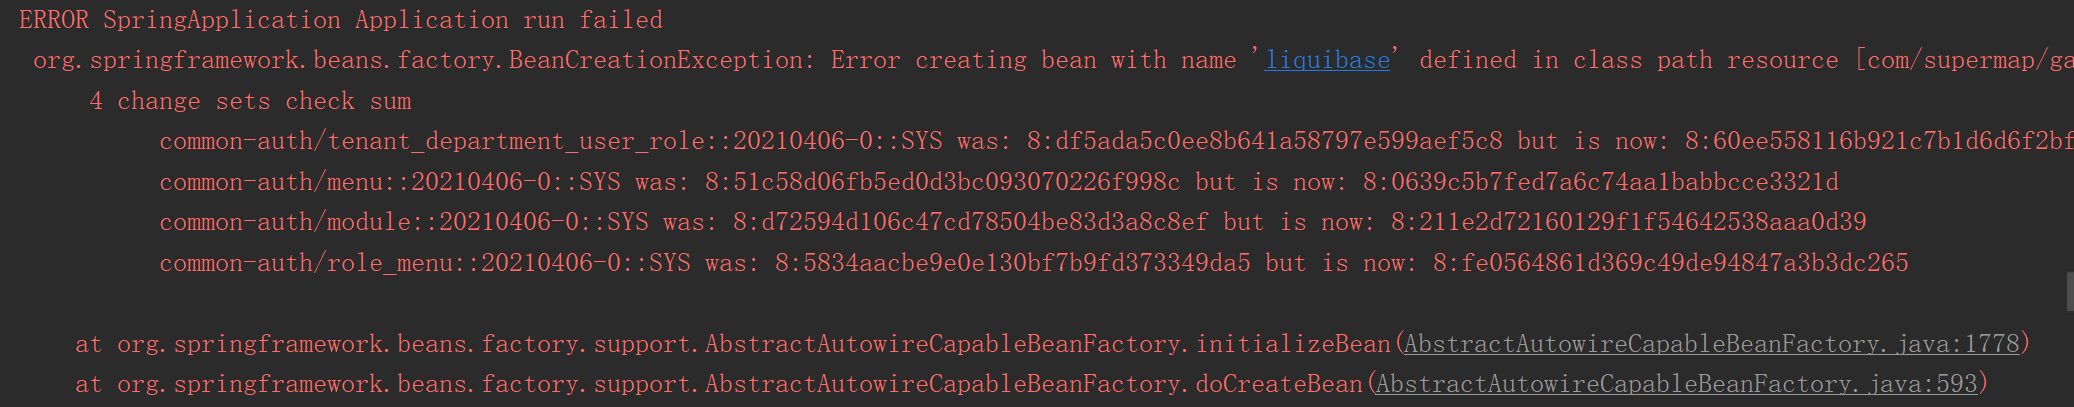 ERROR SpringApplication Application run failed
org.springframework.beans.factory.BeanCreationException: Error creating bean with name 'liquibase' defined in class path resource [com/supermap/ga
4 change sets check sum
common-auth/tenant_department_user_role::20210406-0::SYS was: 8:df5ada5c0ee8b641a58797e599aef5c8 but is now: 8:60ee558116b921c7b1d6d6f2bf
common-auth/menu::20210406-0::SYS was: 8:51c58d06fb5ed0d3bc093070226f998c but is now: 8:0639c5b7fed7a6c74aa1babbcce3321d
common-auth/module::20210406-0::SYS was: 8:d72594d106c47cd78504be83d3a8c8ef but is now: 8:211e2d72160129f1f54642538aaa0d39
common-auth/role_menu::20210406-0::SYS was: 8:5834aacbe9e0e130bf7b9fd373349da5 but is now: 8:fe0564861d369c49de94847a3b3dc265
at org.springframework.beans.factory.support.AbstractAutowireCapableBeanFactory.initializeBean(AbstractAutowireCapableBeanFactory.java:1778)
at org.springframework.beans.factory.support.AbstractAutowireCapableBeanFactory.doCreateBean(AbstractAutowireCapableBeanFactory.java:593)